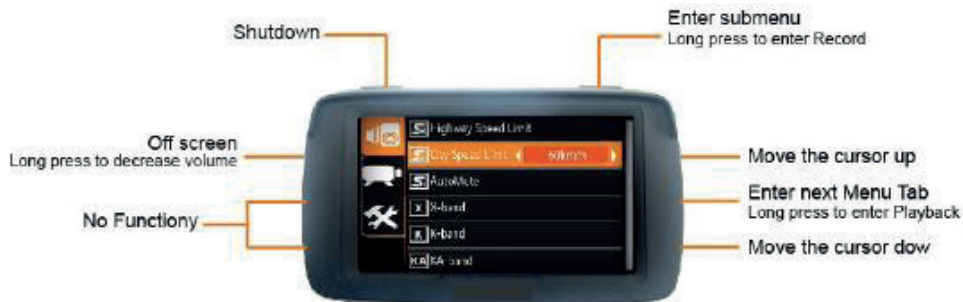 Enter submenu
Long press to enter Record
Shutdown
Off screen
Long press to decrease volume
No Functiony
Highway Speed Limit
City Speed Limit 60km/h
AutoMute
X X-band
K K-band
KA KA-band
Move the cursor up
Enter next Menu Tab
Long press to enter Playback
Move the cursor dow